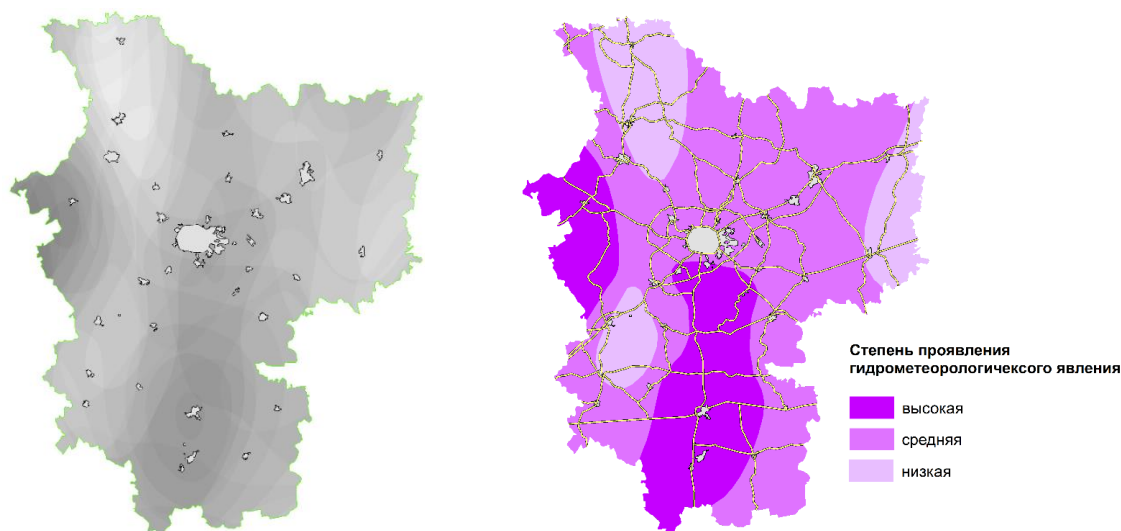 Степень проявления
гидрометеорологичексого явления
высокая
средняя
низкая